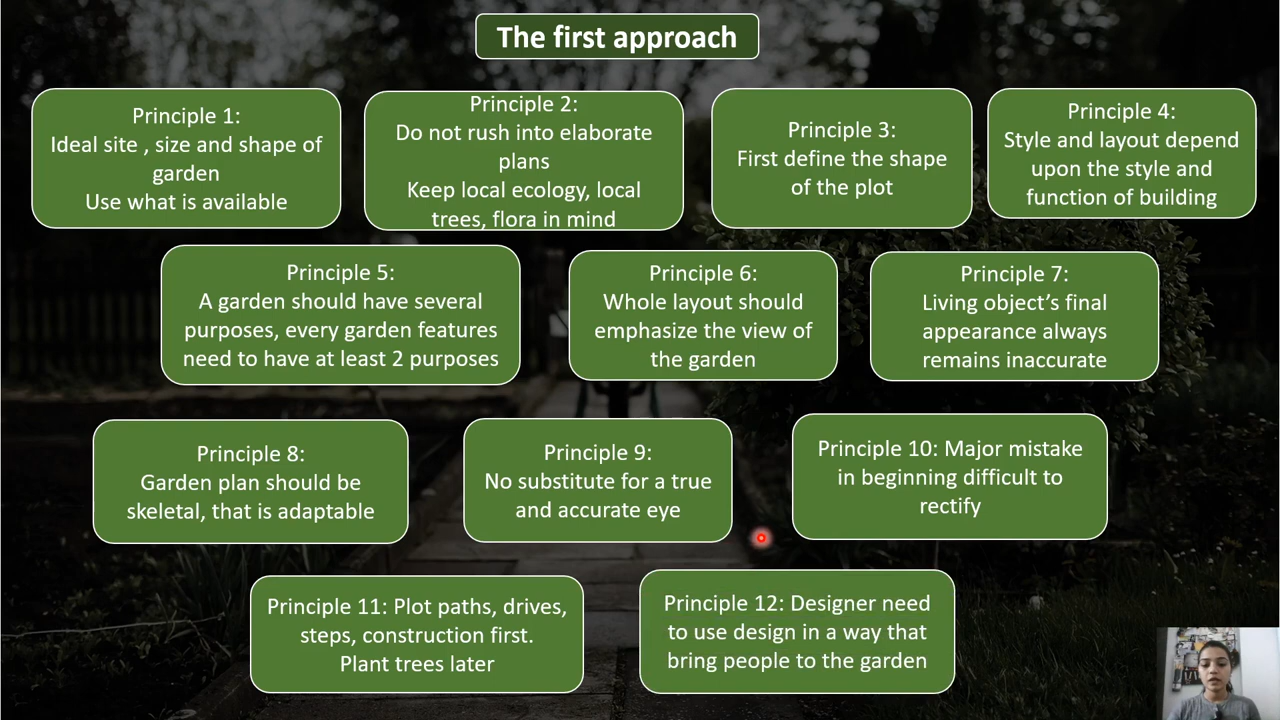 The first approach
Principle 1:
Ideal site , size and shape of
garden
Use what is available
Principle 2:
Do not rush into elaborate
plans
Keep local ecology, local
trees, flora in mind
Principle 3:
First define the shape
of the plot
Principle 4:
Style and layout depend
upon the style and
function of building
Principle 5:
A garden should have several
purposes, every garden features
need to have at least 2 purposes
Principle 6:
Whole layout should
emphasize the view of
the garden
Principle 7:
Living object’s final
appearance always
remains inaccurate
Principle 8:
Garden plan should be
skeletal, that is adaptable
Principle 9:
No substitute for a true
and accurate eye
Principle 10: Major mistake
in beginning difficult to
rectify
Principle 11: Plot paths, drives,
steps, construction first.
Plant trees later
Principle 12: Designer need
to use design in a way that
bring people to the garden